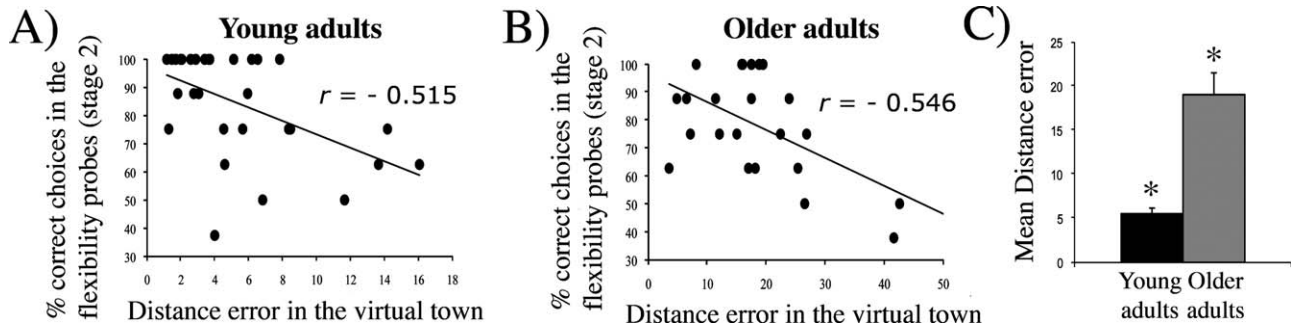 A)
Young adults
% correct choices in the
flexibility probes (stage 2)
100
90
80
70
60
50
40
30
r = - 0.515
0
2
4
6
8
10
12
14
16
18
Distance error in the virtual town
B)
Older adults
% correct choices in the
flexibility probes (stage 2)
100
90
80
70
60
50
40
30
r = - 0.546
0
10
20
30
40
50
Distance error in the virtual town
C)
Mean Distance error
25
20
15
10
5
0
*
*
Young Older
adults adults